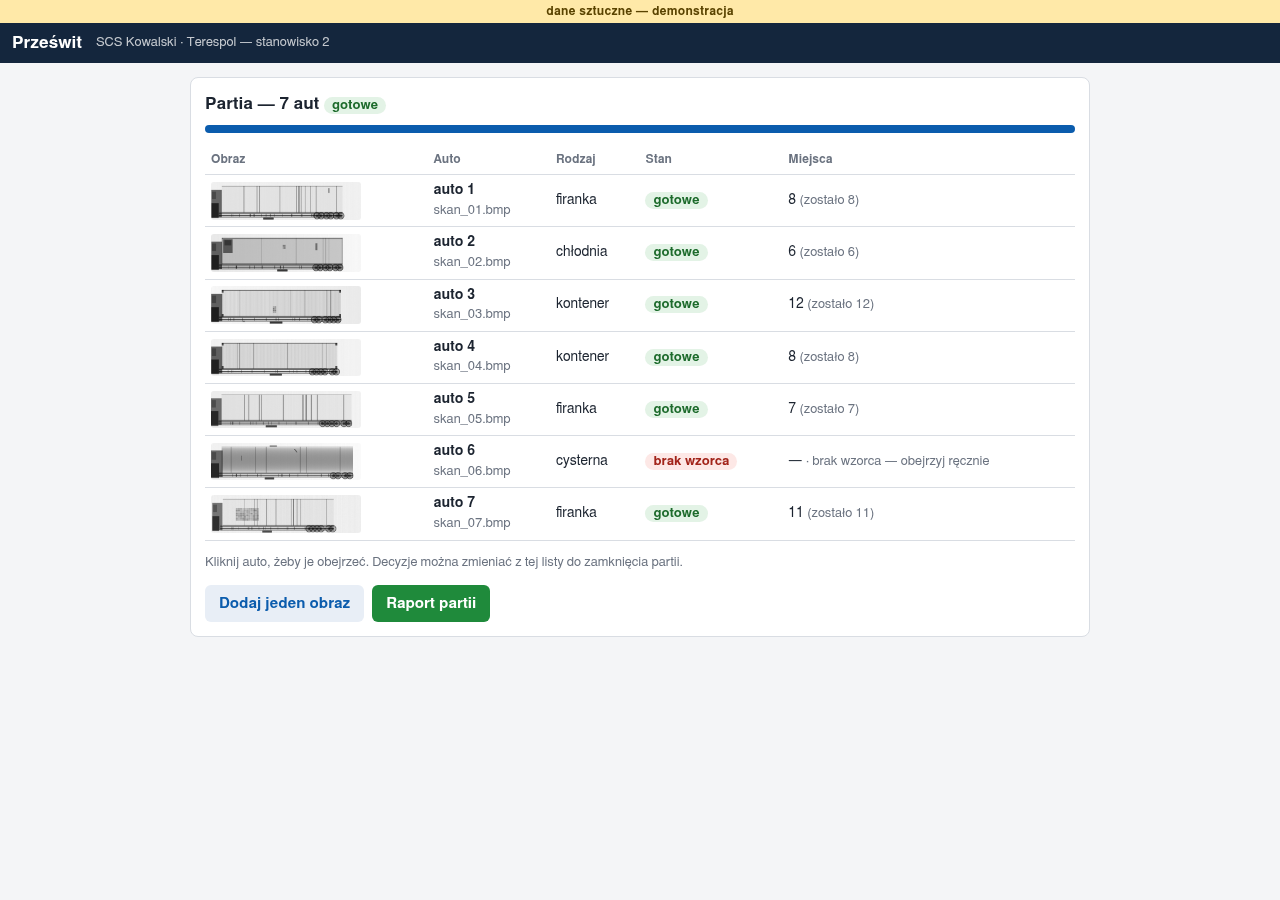 dane sztuczne — demonstracja
Prześwit SCS Kowalski · Terespol — stanowisko 2
Partia — 7 aut gotowe
Obraz Auto Rodzaj Stan Miejsca
auto 1
skan_01.bmp
firanka gotowe 8 (zostało 8)
auto 2
skan_02.bmp
chłodnia gotowe 6 (zostało 6)
auto 3
skan_03.bmp
kontener gotowe 12 (zostało 12)
auto 4
skan_04.bmp
kontener gotowe 8 (zostało 8)
auto 5
skan_05.bmp
firanka gotowe 7 (zostało 7)
auto 6
skan_06.bmp
cysterna brak wzorca — · brak wzorca — obejrzyj ręcznie
auto 7
skan_07.bmp
firanka gotowe 11 (zostało 11)
Kliknij auto, żeby je obejrzeć. Decyzje można zmieniać z tej listy do zamknięcia partii.
Dodaj jeden obraz Raport partii